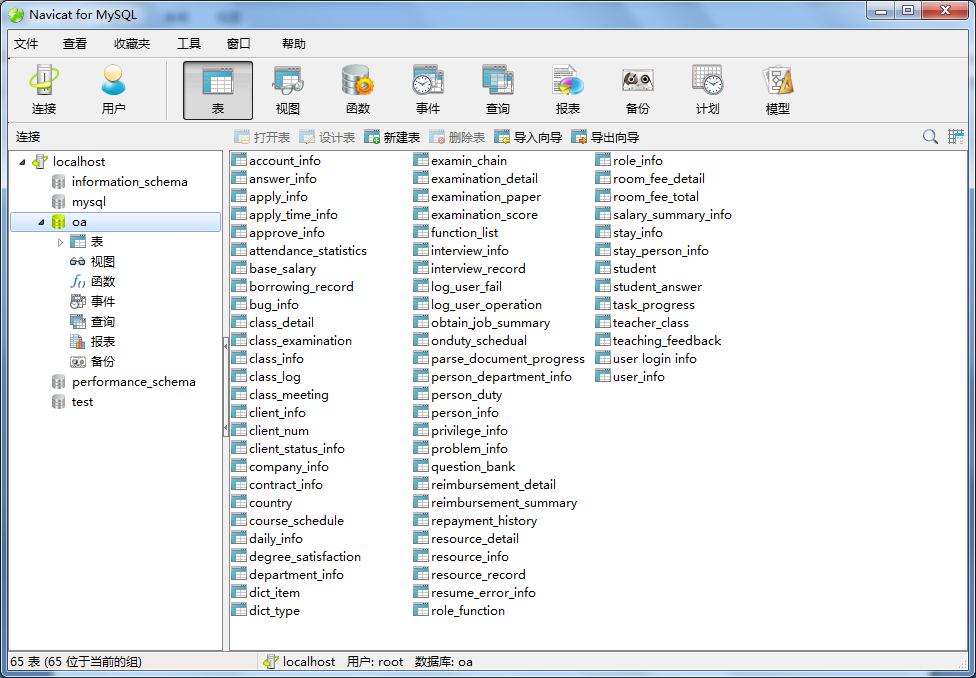 Navicat for MySQL
文件 查看 收藏夹 工具 窗口 帮助
连接 用户 表 视图 函数 事件 查询 报表 备份 计划 模型
连接 打开表 设计表 新建表 删除表 导入向导 导出向导
localhost
information_schema
mysql
oa
表
视图
函数
事件
查询
报表
备份
performance_schema
test
account_info
answer_info
apply_info
apply_time_info
approve_info
attendance_statistics
base_salary
borrowing_record
bug_info
class_detail
class_examination
class_info
class_log
class_meeting
client_info
client_num
client_status_info
company_info
contract_info
country
course_schedule
daily_info
degree_satisfaction
department_info
dict_item
dict_type
examin_chain
examination_detail
examination_paper
examination_score
function_list
interview_info
interview_record
log_user_fail
log_user_operation
obtain_job_summary
onduty_schedual
parse_document_progress
person_department_info
person_duty
person_info
privilege_info
problem_info
question_bank
reimbursement_detail
reimbursement_summary
repayment_history
resource_detail
resource_info
resource_record
resume_error_info
role_function
role_info
room_fee_detail
room_fee_total
salary_summary_info
stay_info
stay_person_info
student
student_answer
task_progress
teacher_class
teaching_feedback
user login info
user_info
65 表 (65 位于当前的组) localhost 用户: root 数据库: oa